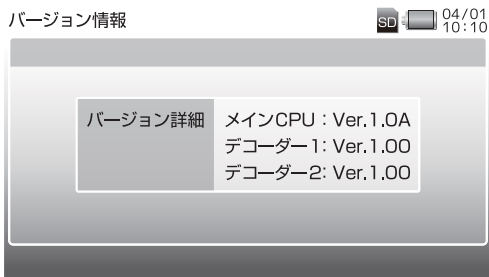 バージョン情報
SD
04/01
10:10
バージョン詳細
メインCPU：Ver.1.0A
デコーダー1：Ver.1.00
デコーダー2：Ver.1.00